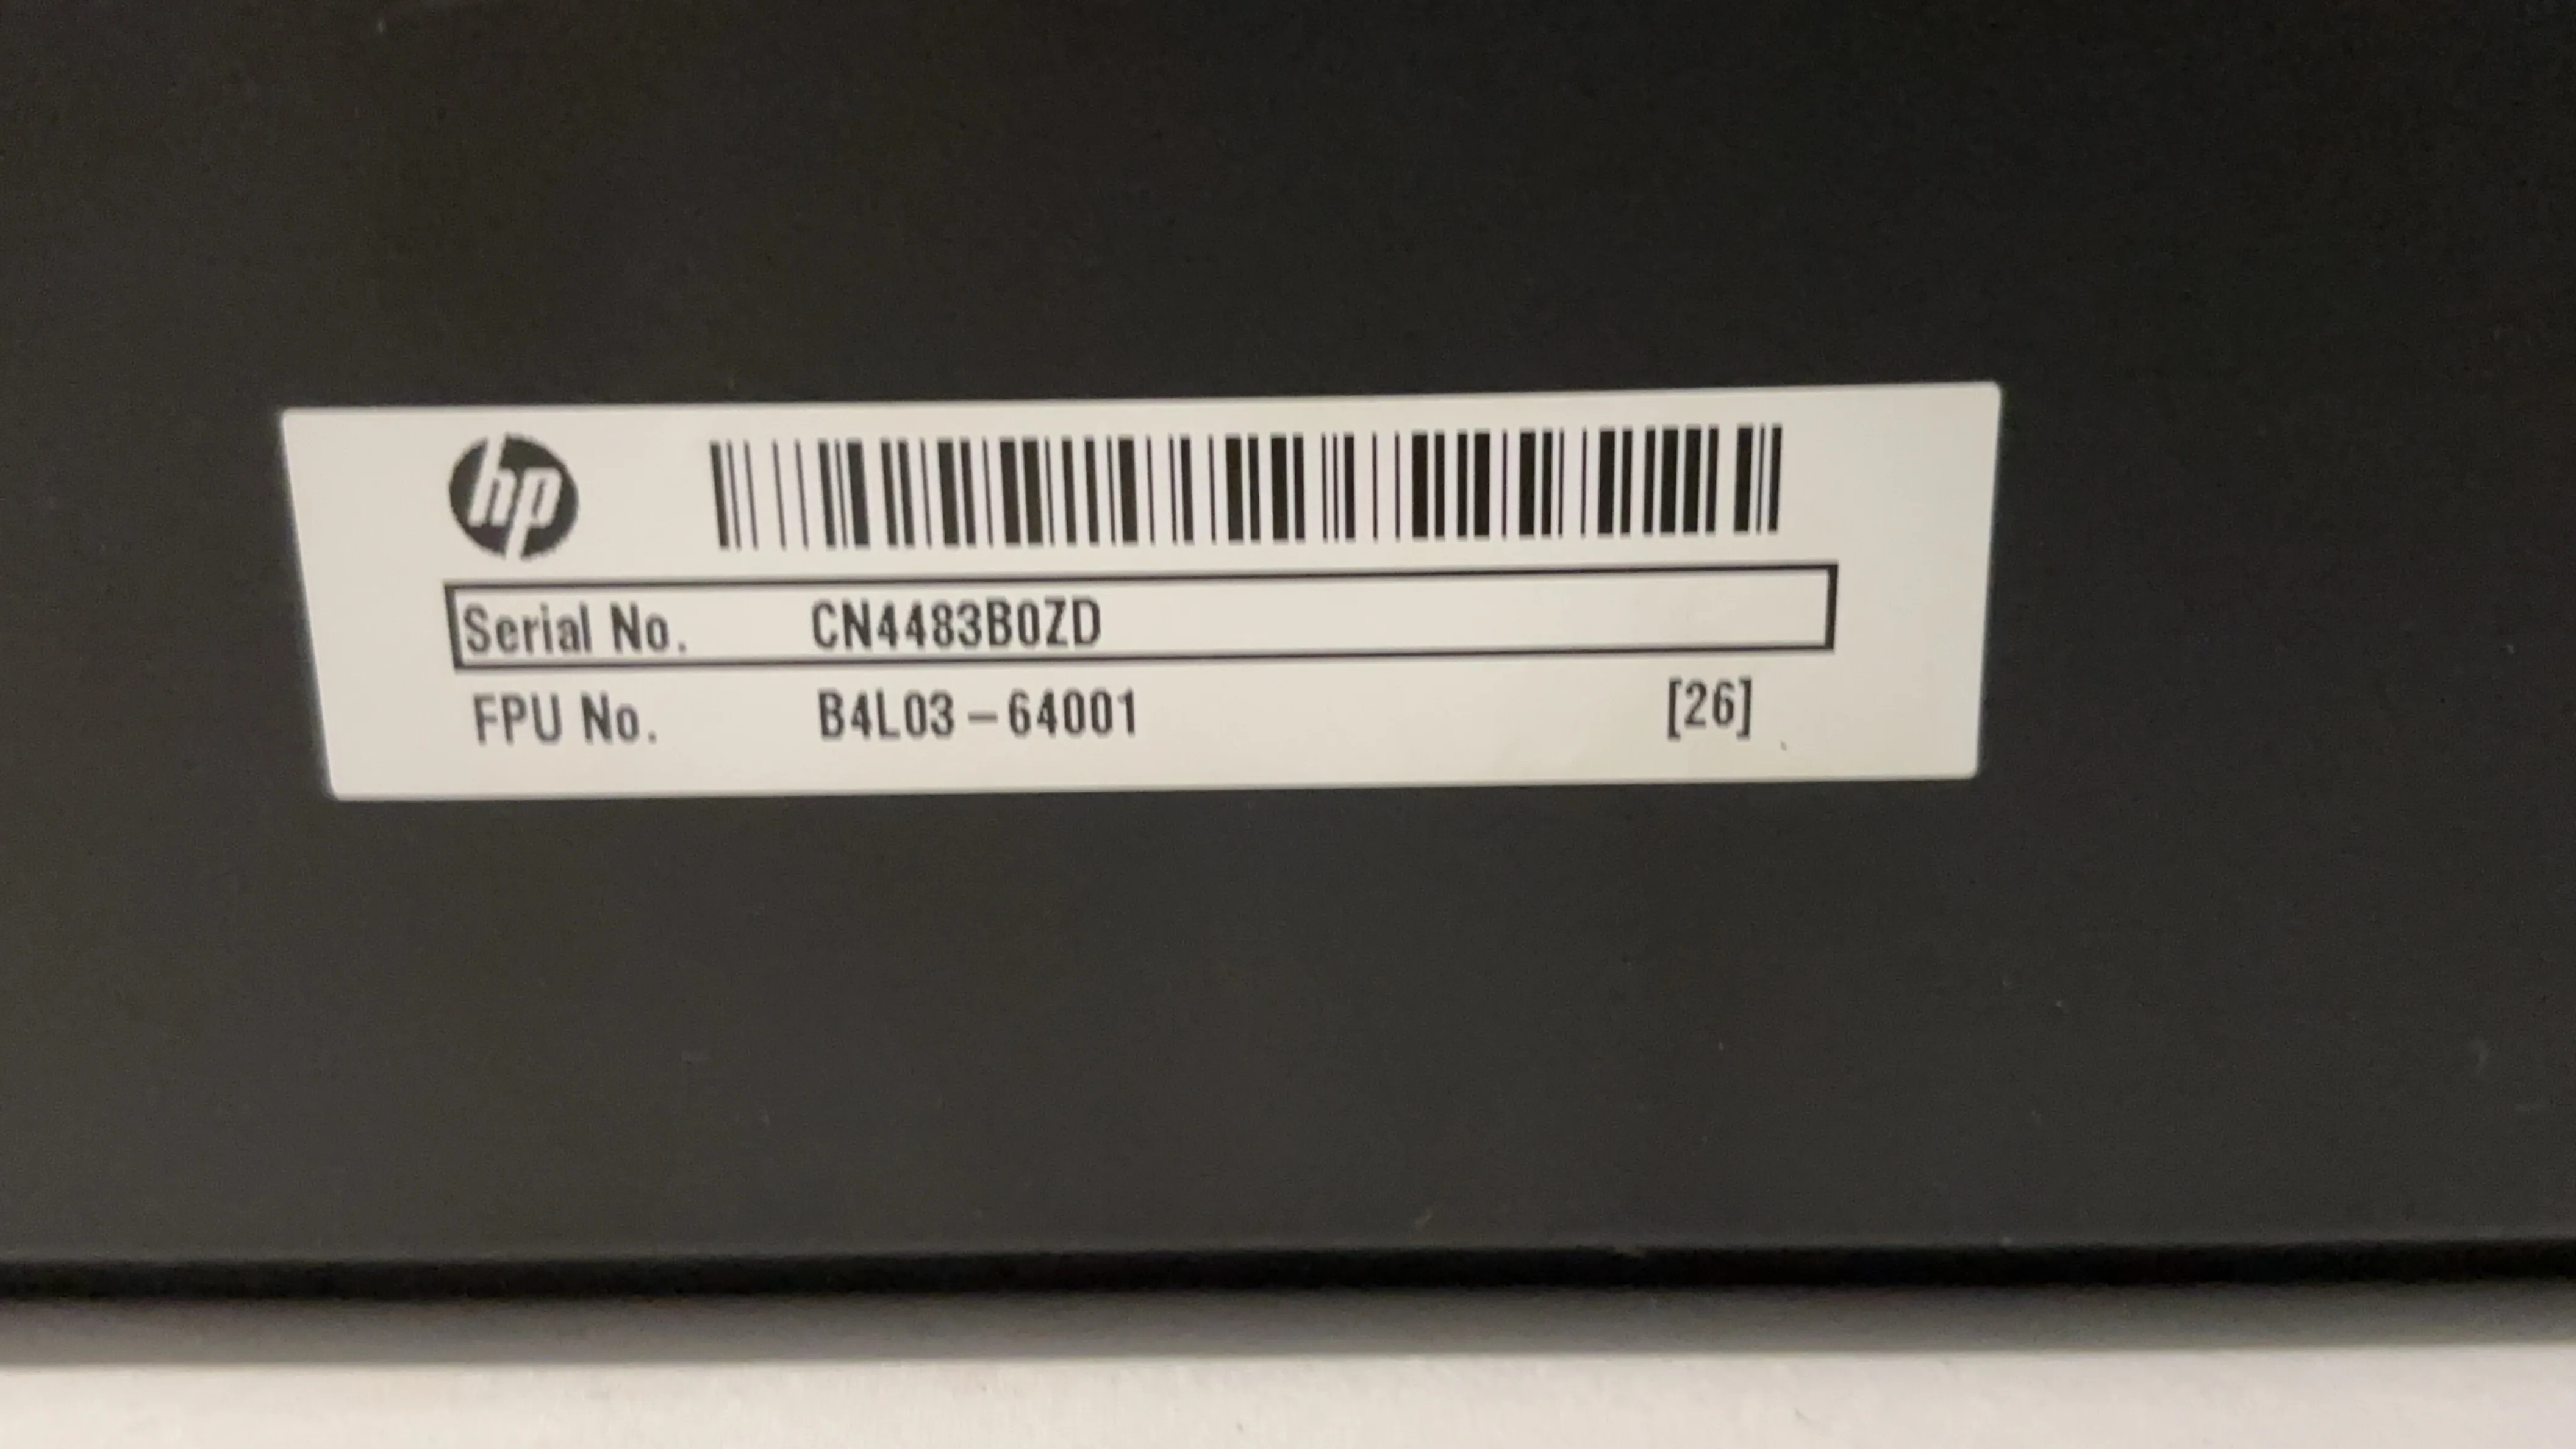 hp
Serial No. CN4483B0ZD
FPU No. B4L03-64001 [26]